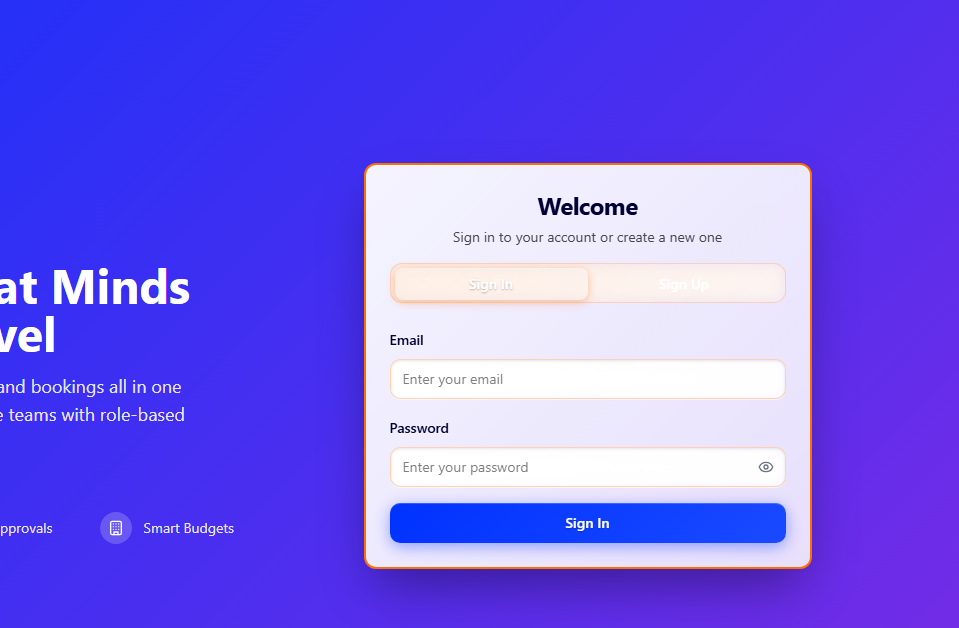 at Minds
vel
and bookings all in one
e teams with role-based
pprovals
Smart Budgets
Welcome
Sign in to your account or create a new one
Sign In
Sign Up
Email
Enter your email
Password
Enter your password
Sign In